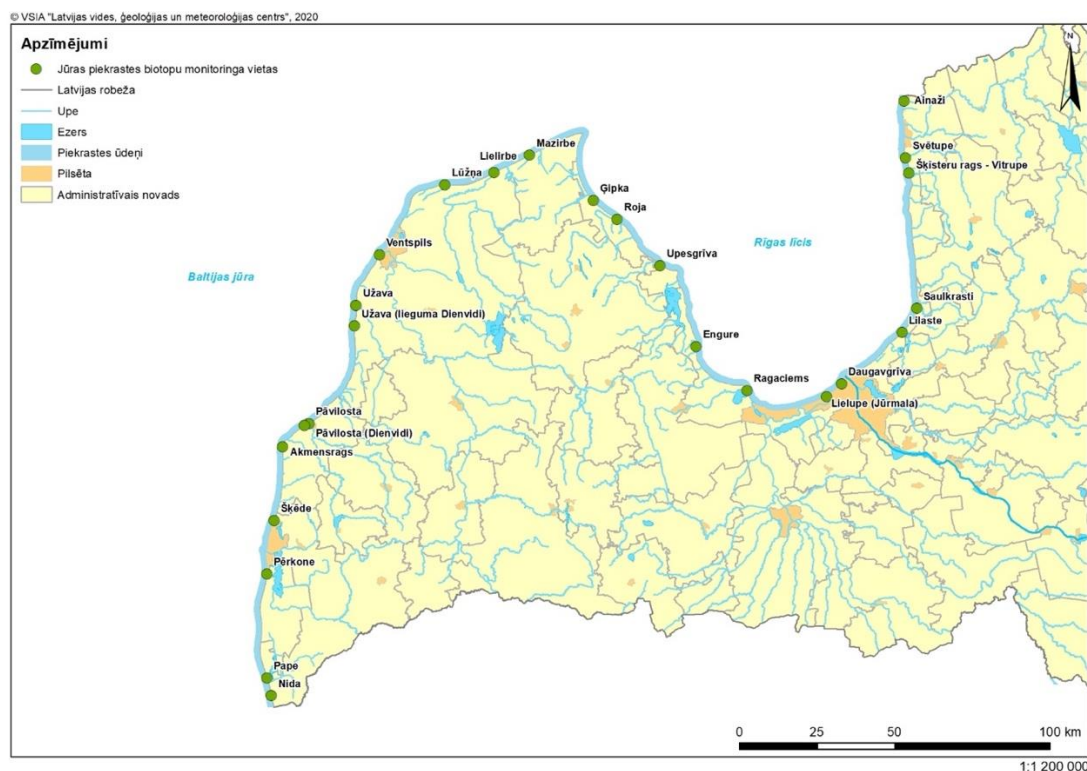 © VSIA "Latvijas vides, ģeoloģijas un meteoroloģijas centrs", 2020
Apzīmējumi
Jūras piekrastes biotopu monitoringa vietas
Latvijas robeža
Upe
Ezers
Piekrastes ūdeņi
Pilsēta
Administratīvais novads
N
Ainaži
Mazirbe
Svētupe
Lielirbe
Šķisteru rags - Vitrupe
Lūžņa
Ģipka
Roja
Ventspils
Rīgas līcis
Upesgrīva
Baltijas jūra
Užava
Saulkrasti
Užava (lieguma Dienvidi)
Lilaste
Engure
Daugavgrīva
Ragaciems
Lielupe (Jūrmala)
Pāvilosta
Pāvilosta (Dienvidi)
Akmensrags
Šķēde
Pērkone
Pape
Nida
0 25 50 100 km
1:1 200 000